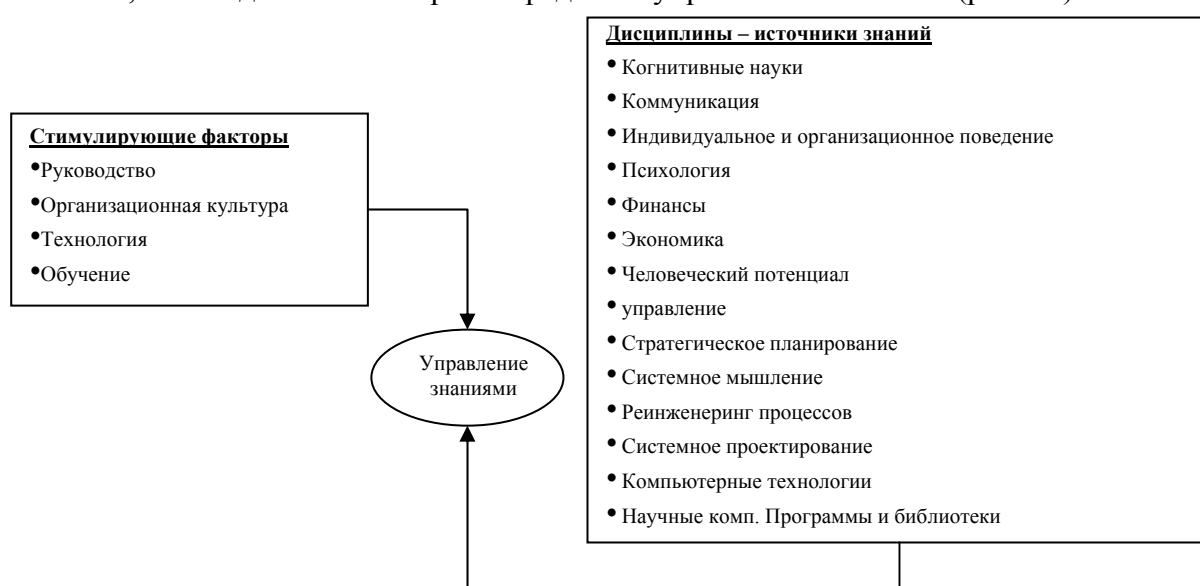 Дисциплины – источники знаний
• Когнитивные науки
• Коммуникация
• Индивидуальное и организационное поведение
• Психология
• Финансы
• Экономика
• Человеческий потенциал
• управление
• Стратегическое планирование
• Системное мышление
• Реинженеринг процессов
• Системное проектирование
• Компьютерные технологии
• Научные комп. Программы и библиотеки
Стимулирующие факторы
•Руководство
•Организационная культура
•Технология
•Обучение
Управление
знаниями